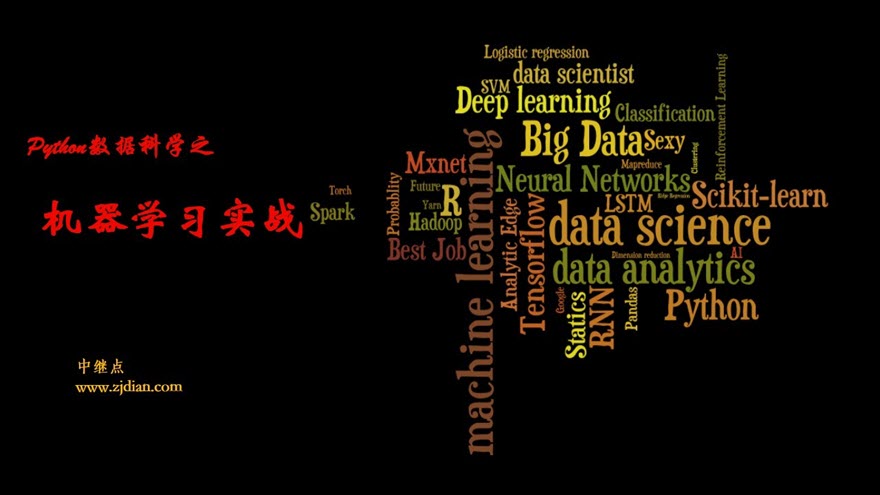 Python数据科学之
机器学习实战
中继点
www.zjdian.com
Logistic regression
SVM
data scientist
Deep learning
Classification
Reinforcement Learning
Big Data
Sexy
Mapreduce
Clustering
machine learning
Mxnet
Neural Networks
Probablity
Future
R
Yarn
Hadoop
Scikit-learn
LSTM
Torch
Spark
Best Job
Analytic Edge
Tensorflow
data science
Dimension reduction
AI
data analytics
Google
Statics
RNN
Pandas
Python